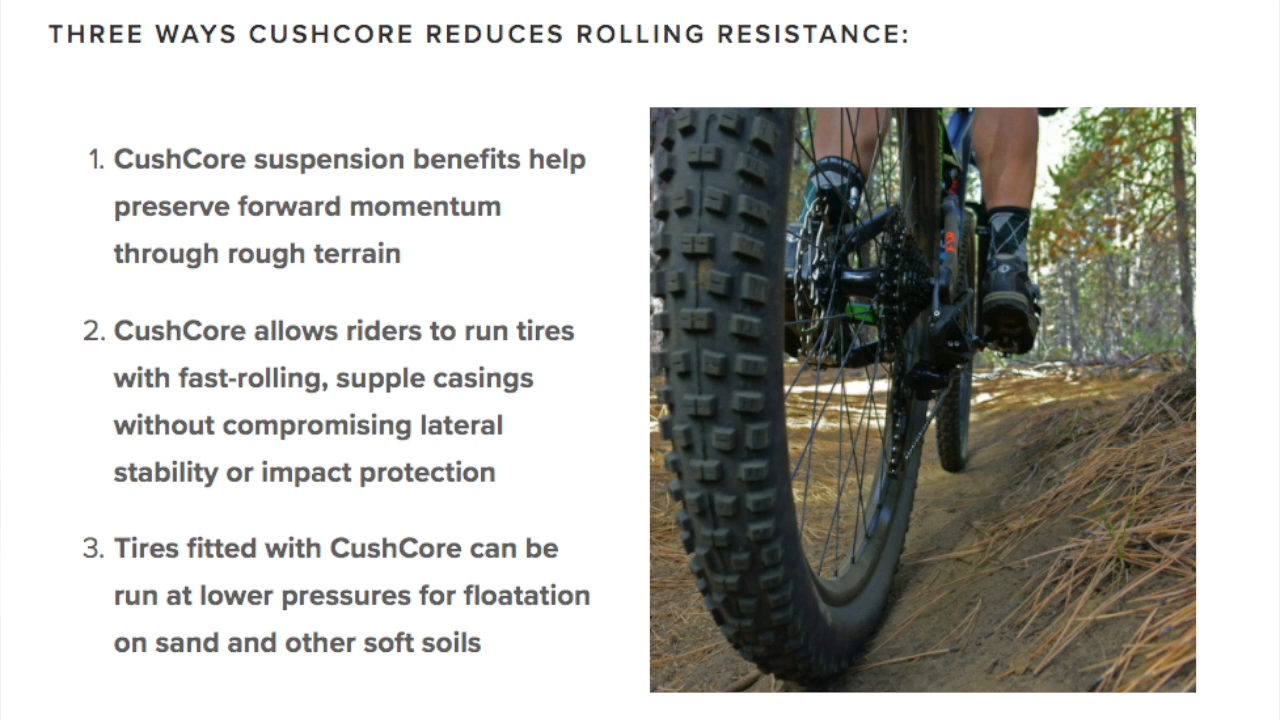 THREE WAYS CUSHCORE REDUCES ROLLING RESISTANCE:
1. CushCore suspension benefits help
preserve forward momentum
through rough terrain
2. CushCore allows riders to run tires
with fast-rolling, supple casings
without compromising lateral
stability or impact protection
3. Tires fitted with CushCore can be
run at lower pressures for floatation
on sand and other soft soils